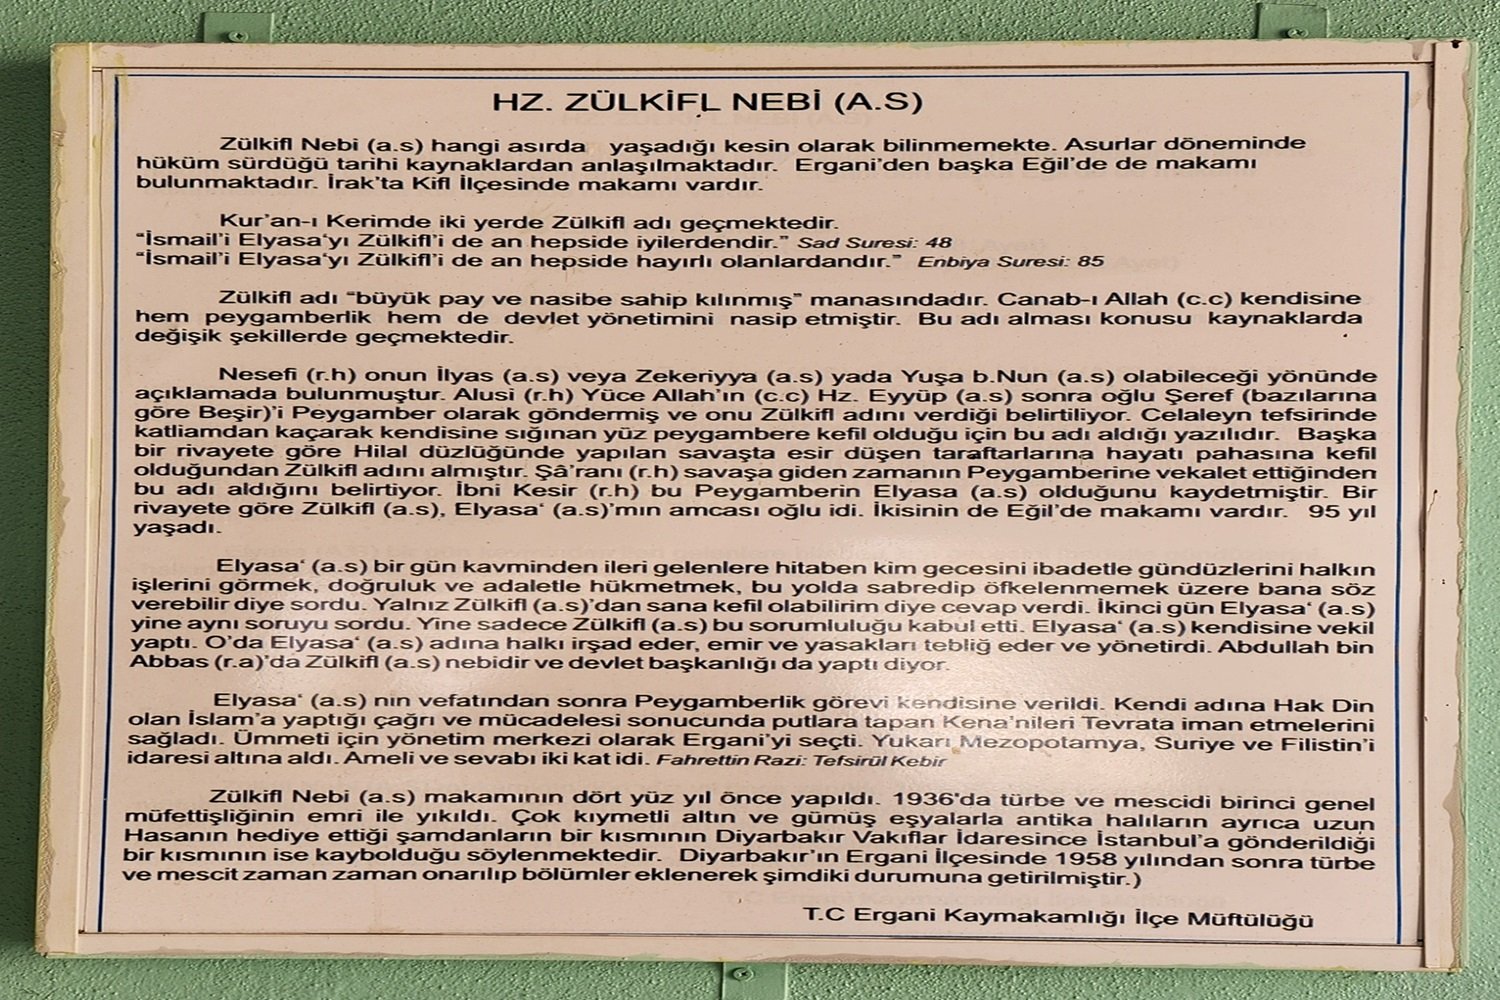 HZ. ZÜLKİFL NEBİ (A.S)
Zülkifl Nebi (a.s) hangi asırda yaşadığı kesin olarak bilinmemekte. Asurlar döneminde
hüküm sürdüğü tarihi kaynaklardan anlaşılmaktadır. Ergani'den başka Eğil'de de makamı
bulunmaktadır. İrak'ta Kifl İlçesinde makamı vardır.
Kur'an-ı Kerimde iki yerde Zülkifl adı geçmektedir.
"İsmail'i Elyasa'yı Zülkifl'i de an hepside iyilerdendir." Sad Suresi: 48
"İsmail'i Elyasa'yı Zülkifl'i de an hepside hayırlı olanlardandır." Enbiya Suresi: 85
Zülkifl adı "büyük pay ve nasibe sahip kılınmış" manasındadır. Canab-ı Allah (c.c) kendisine
hem peygamberlik hem de devlet yönetimini nasip etmiştir. Bu adı alması konusu kaynaklarda
değişik şekillerde geçmektedir.
Nesefi (r.h) onun İlyas (a.s) veya Zekeriyya (a.s) yada Yuşa b.Nun (a.s) olabileceği yönünde
açıklamada bulunmuştur. Alusi (r.h) Yüce Allah'ın (c.c) Hz. Eyyüp (a.s) sonra oğlu Şeref (bazılarına
göre Beşir)'i Peygamber olarak göndermiş ve onu Zülkifl adını verdiği belirtiliyor. Celaleyn tefsirinde
katliamdan kaçarak kendisine sığınan yüz peygambere kefil olduğu için bu adı aldığı yazılıdır. Başka
bir rivayete göre Hilal düzlüğünde yapılan savaşta esir düşen taraftarlarına hayatı pahasına kefil
olduğundan Zülkifl adını almıştır. Şâ'ranı (r.h) savaşa giden zamanın Peygamberine vekalet ettiğinden
bu adı aldığını belirtiyor. İbni Kesir (r.h) bu Peygamberin Elyasa (a.s) olduğunu kaydetmiştir. Bir
rivayete göre Zülkifl (a.s), Elyasa' (a.s)'mın amcası oğlu idi. İkisinin de Eğil'de makamı vardır. 95 yıl
yaşadı.
Elyasa' (a.s) bir gün kavminden ileri gelenlere hitaben kim gecesini ibadetle gündüzlerini halkın
işlerini görmek, doğruluk ve adaletle hükmetmek, bu yolda sabredip öfkelenmemek üzere bana söz
verebilir diye sordu. Yalnız Zülkifl (a.s)'dan sana kefil olabilirim diye cevap verdi. İkinci gün Elyasa' (a.s)
yine aynı soruyu sordu. Yine sadece Zülkifl (a.s) bu sorumluluğu kabul etti. Elyasa' (a.s) kendisine vekil
yaptı. O'da Elyasa' (a.s) adına halkı irşad eder, emir ve yasakları tebliğ eder ve yönetirdi. Abdullah bin
Abbas (r.a)'da Zülkifl (a.s) nebidir ve devlet başkanlığı da yaptı diyor.
Elyasa' (a.s) nin vefatından sonra Peygamberlik görevi kendisine verildi. Kendi adına Hak Din
olan İslam'a yaptığı çağrı ve mücadelesi sonucunda putlara tapan Kena'nileri Tevrata iman etmelerini
sağladı. Ümmeti için yönetim merkezi olarak Ergani'yi seçti. Yukarı Mezopotamya, Suriye ve Filistin'i
idaresi altına aldı. Ameli ve sevabı iki kat idi. Fahrettin Razi: Tefsirül Kebir
Zülkifl Nebi (a.s) makamının dört yüz yıl önce yapıldı. 1936'da türbe ve mescidi birinci genel
müfettişliğinin emri ile yıkıldı. Çok kıymetli altın ve gümüş eşyalarla antika halıların ayrıca uzun
Hasanın hediye ettiği şamdanların bir kısmının Diyarbakır Vakıflar İdaresince İstanbul'a gönderildiği
bir kısmının ise kaybolduğu söylenmektedir. Diyarbakır'ın Ergani İlçesinde 1958 yılından sonra türbe
ve mescit zaman zaman onarılıp bölümler eklenerek şimdiki durumuna getirilmiştir.)
T.C Ergani Kaymakamlığı İlçe Müftülüğü